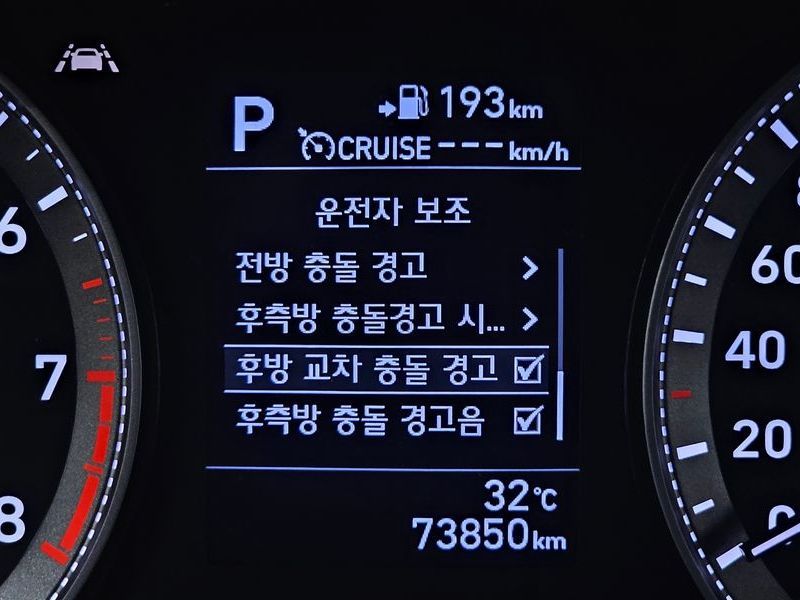 193km
P
CRUISE ---km/h
운전자 보조
전방 충돌 경고
후측방 충돌경고 시...
후방 교차 충돌 경고
후측방 충돌 경고음
32℃
73850km
6
7
8
60
40
20
0